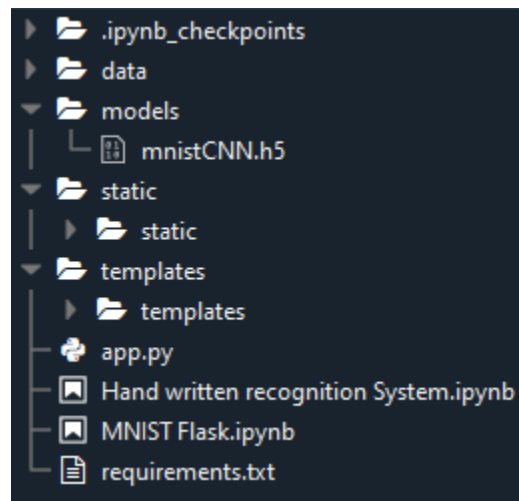 .ipynb_checkpoints
data
models
mnistCNN.h5
static
static
templates
templates
app.py
Hand written recognition System.ipynb
MNIST Flask.ipynb
requirements.txt